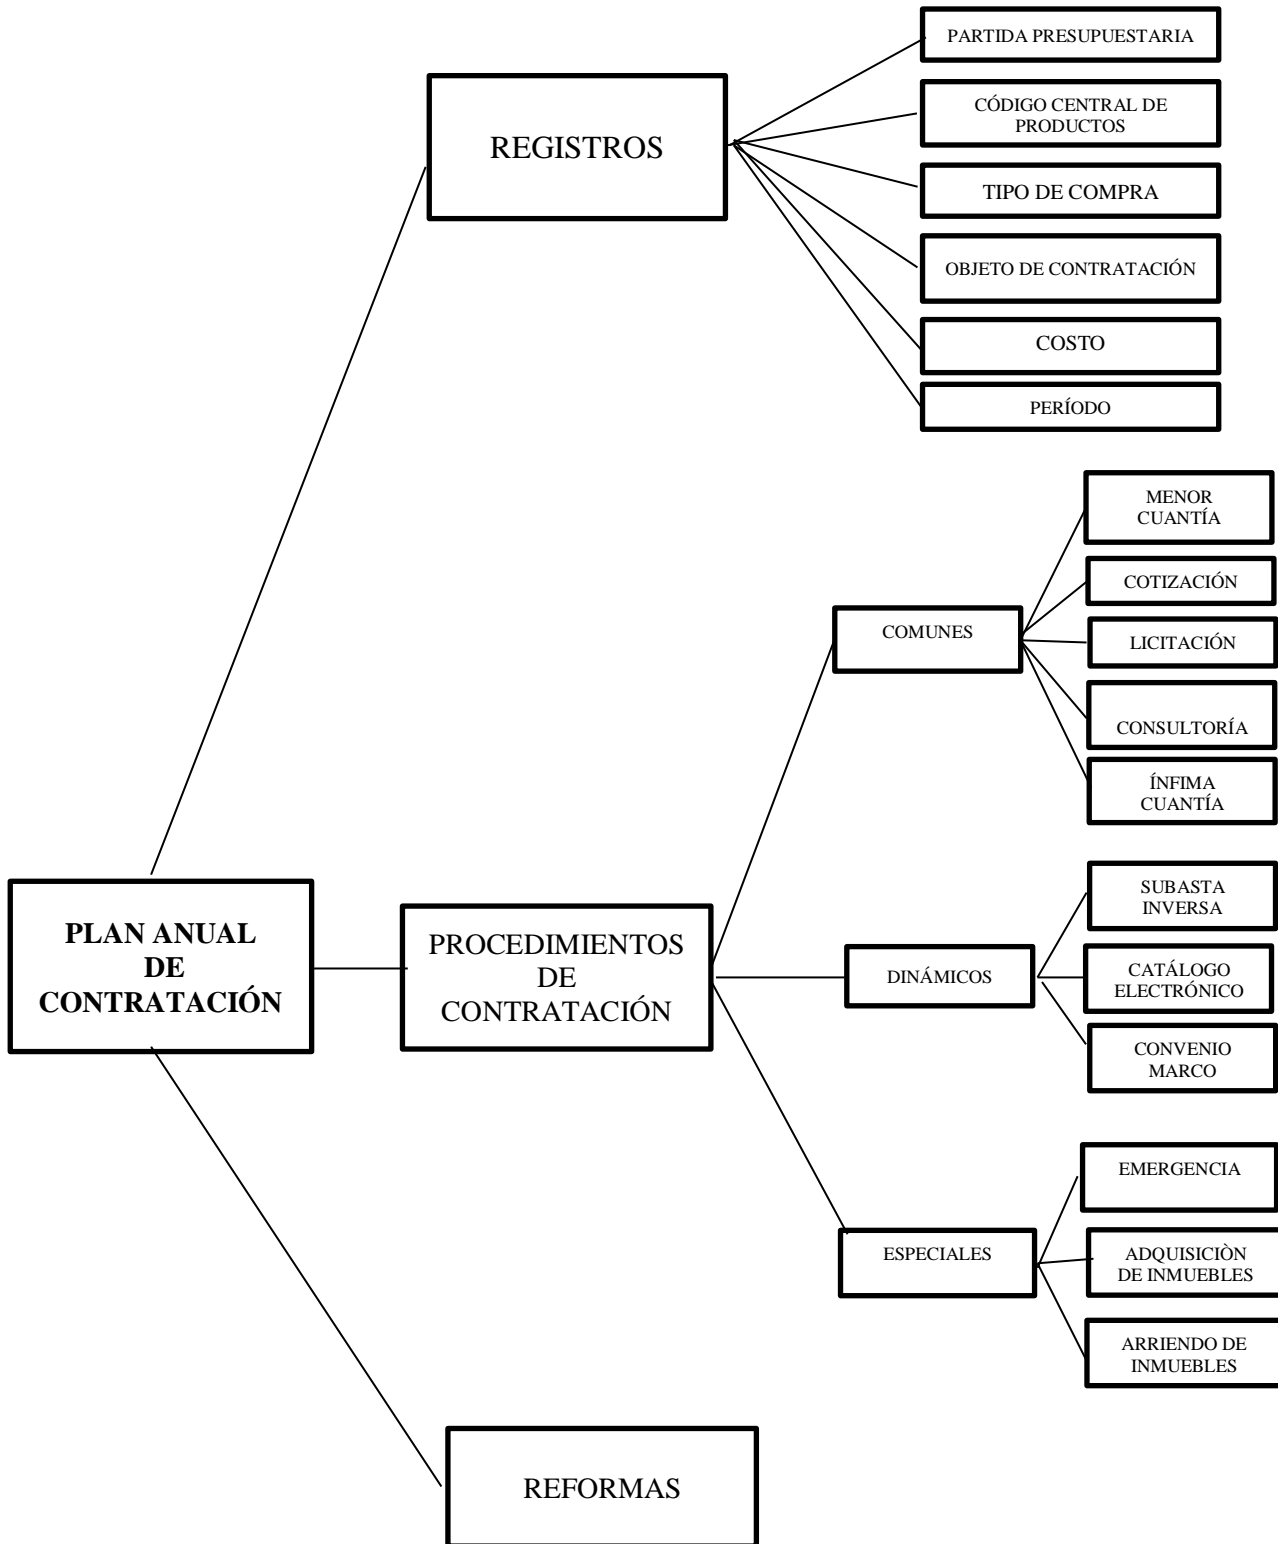 PARTIDA PRESUPUESTARIA
REGISTROS
CÓDIGO CENTRAL DE
PRODUCTOS
TIPO DE COMPRA
OBJETO DE CONTRATACIÓN
COSTO
PERÍODO
MENOR
CUANTÍA
COTIZACIÓN
COMUNES
LICITACIÓN
CONSULTORÍA
ÍNFIMA
CUANTÍA
PLAN ANUAL
DE
CONTRATACIÓN
PROCEDIMIENTOS
DE
CONTRATACIÓN
SUBASTA
INVERSA
DINÁMICOS
CATÁLOGO
ELECTRÓNICO
CONVENIO
MARCO
EMERGENCIA
ESPECIALES
ADQUISICIÒN
DE INMUEBLES
ARRIENDO DE
INMUEBLES
REFORMAS